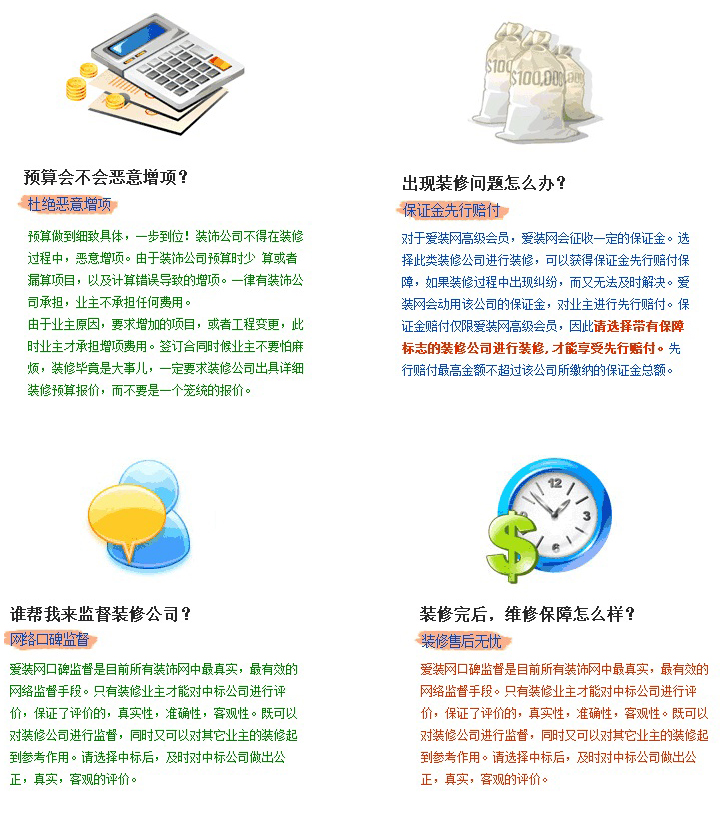 $100,000
预算会不会恶意增项？
杜绝恶意增项
预算做到细致具体，一步到位！装饰公司不得在装修
过程中，恶意增项。由于装饰公司预算时少 算或者
漏算项目，以及计算错误导致的增项。一律有装饰公
司承担，业主不承担任何费用。
由于业主原因，要求增加的项目，或者工程变更，此
时业主才承担增项费用。签订合同时候业主不要怕麻
烦，装修毕竟是大事儿，一定要求装修公司出具详细
装修预算报价，而不要是一个笼统的报价。
出现装修问题怎么办？
保证金先行赔付
对于爱装网高级会员，爱装网会征收一定的保证金。选
择此类装修公司进行装修，可以获得保证金先行赔付保
障，如果装修过程中出现纠纷，而又无法及时解决。爱
装网会动用该公司的保证金，对业主进行先行赔付。保
证金赔付仅限爱装网高级会员，因此请选择带有保障
标志的装修公司进行装修,才能享受先行赔付。先
行赔付最高金额不超过该公司所缴纳的保证金总额。
12
3
6
$
谁帮我来监督装修公司？
网络口碑监督
爱装网口碑监督是目前所有装饰网中最真实，最有效的
网络监督手段。只有装修业主才能对中标公司进行评
价，保证了评价的，真实性，准确性，客观性。既可以
对装修公司进行监督，同时又可以对其它业主的装修起
到参考作用。请选择中标后，及时对中标公司做出公
正，真实，客观的评价。
装修完后，维修保障怎么样？
装修售后无忧
爱装网口碑监督是目前所有装饰网中最真实，最有效的
网络监督手段。只有装修业主才能对中标公司进行评
价，保证了评价的，真实性，准确性，客观性。既可以
对装修公司进行监督，同时又可以对其它业主的装修起
到参考作用。请选择中标后，及时对中标公司做出公
正，真实，客观的评价。